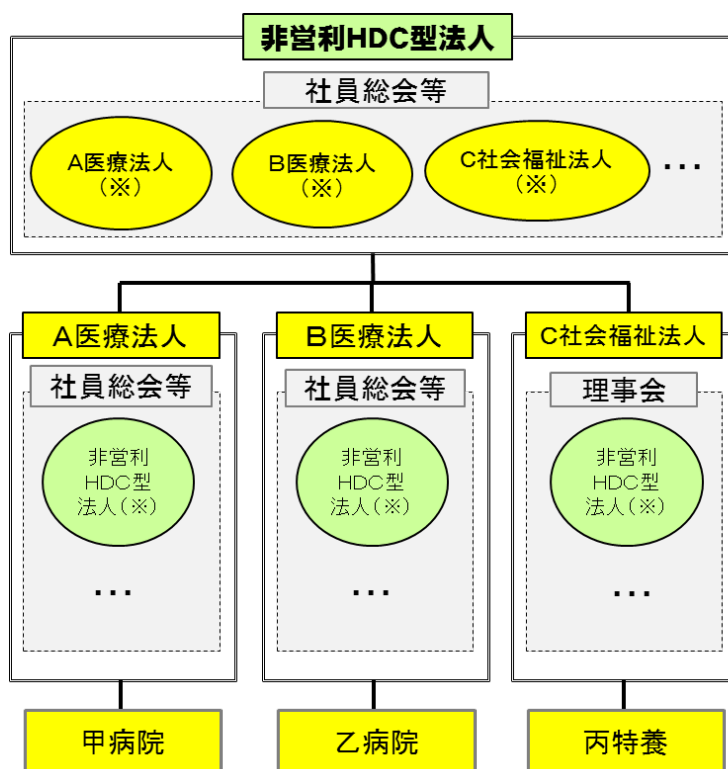 非営利HDC型法人
社員総会等
A医療法人
(※)
B医療法人
(※)
C社会福祉法人
(※)
…
A医療法人
B医療法人
C社会福祉法人
社員総会等
社員総会等
理事会
非営利
HDC型
法人(※)
非営利
HDC型
法人(※)
非営利
HDC型
法人(※)
…
…
…
甲病院
乙病院
丙特養